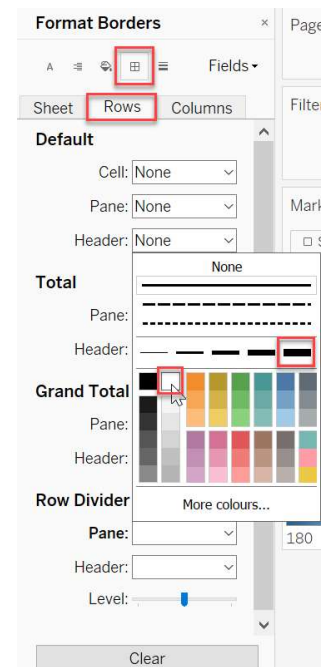 Format Borders × Page
A Fields
Sheet Rows Columns Filte
Default
Cell: None
Pane: None Mark
Header: None
None
Total
Pane:
Header:
Grand Total
Pane:
Header:
Row Divider
More colours...
Pane: 180
Header:
Level:
Clear